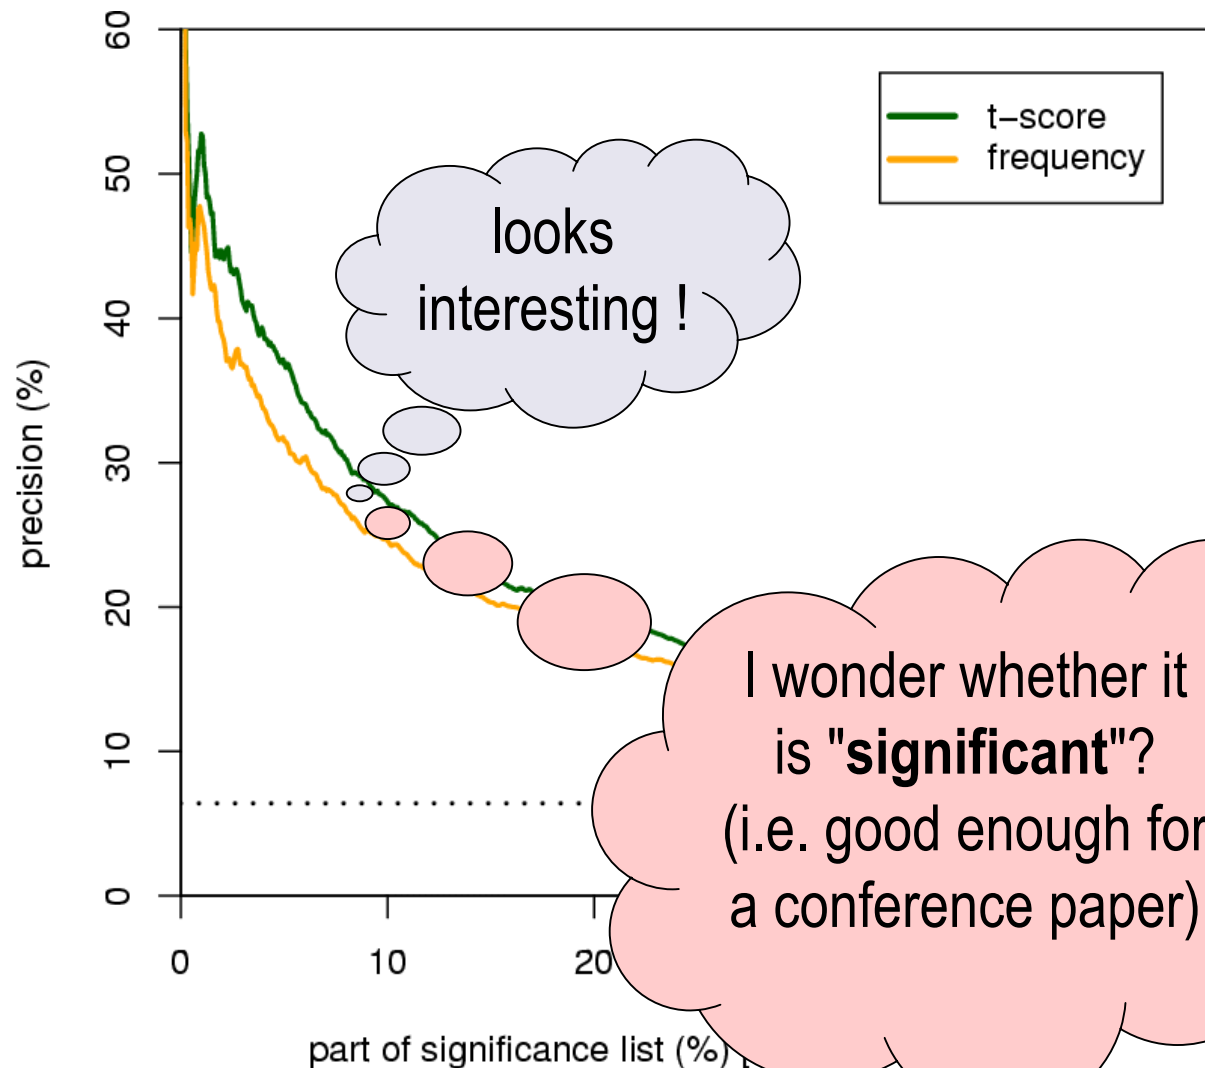 60
50
40
30
20
10
0
precision (%)
t−score
frequency
looks
interesting !
I wonder whether it
is "significant"?
(i.e. good enough for
a conference paper)
0 10 20
part of significance list (%)